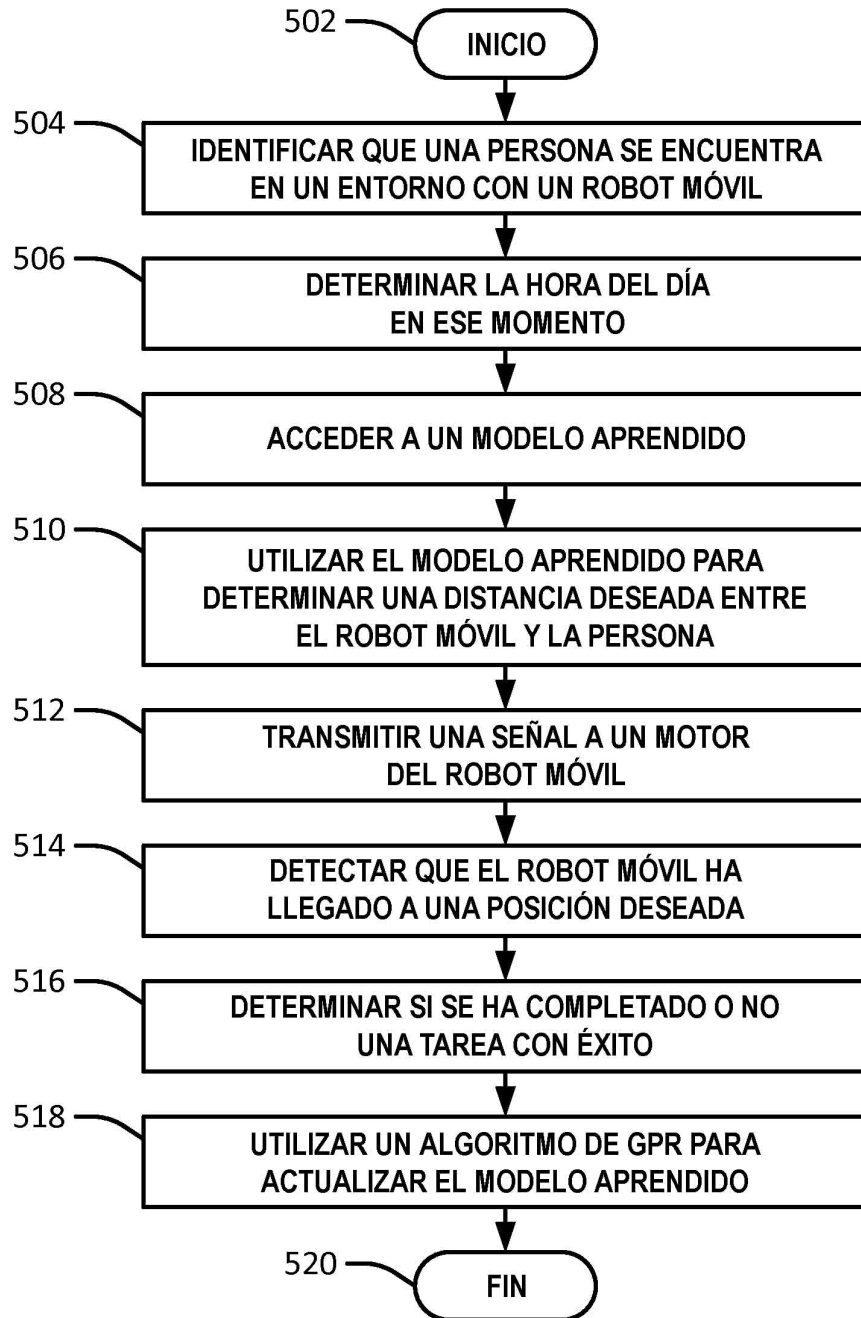 502
INICIO
504
IDENTIFICAR QUE UNA PERSONA SE ENCUENTRA
EN UN ENTORNO CON UN ROBOT MÓVIL
506
DETERMINAR LA HORA DEL DÍA
EN ESE MOMENTO
508
ACCEDER A UN MODELO APRENDIDO
510
UTILIZAR EL MODELO APRENDIDO PARA
DETERMINAR UNA DISTANCIA DESEADA ENTRE
EL ROBOT MÓVIL Y LA PERSONA
512
TRANSMITIR UNA SEÑAL A UN MOTOR
DEL ROBOT MÓVIL
514
DETECTAR QUE EL ROBOT MÓVIL HA
LLEGADO A UNA POSICIÓN DESEADA
516
DETERMINAR SI SE HA COMPLETADO O NO
UNA TAREA CON ÉXITO
518
UTILIZAR UN ALGORITMO DE GPR PARA
ACTUALIZAR EL MODELO APRENDIDO
520
FIN